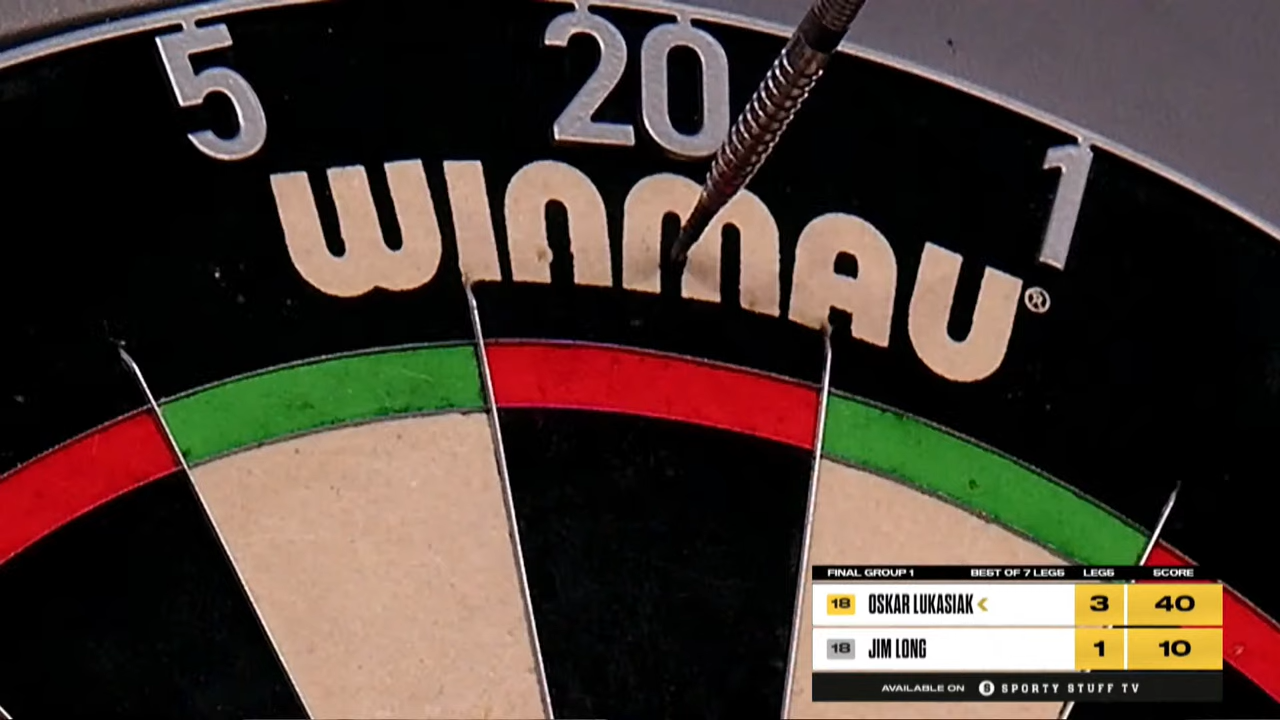 5 20 1
WINMAU®
FINAL GROUP 1 BEST OF 7 LEGS LEGS SCORE
18 OSKAR LUKASIAK 3 40
18 JIM LONG 1 10
AVAILABLE ON S SPORTY STUFF TV